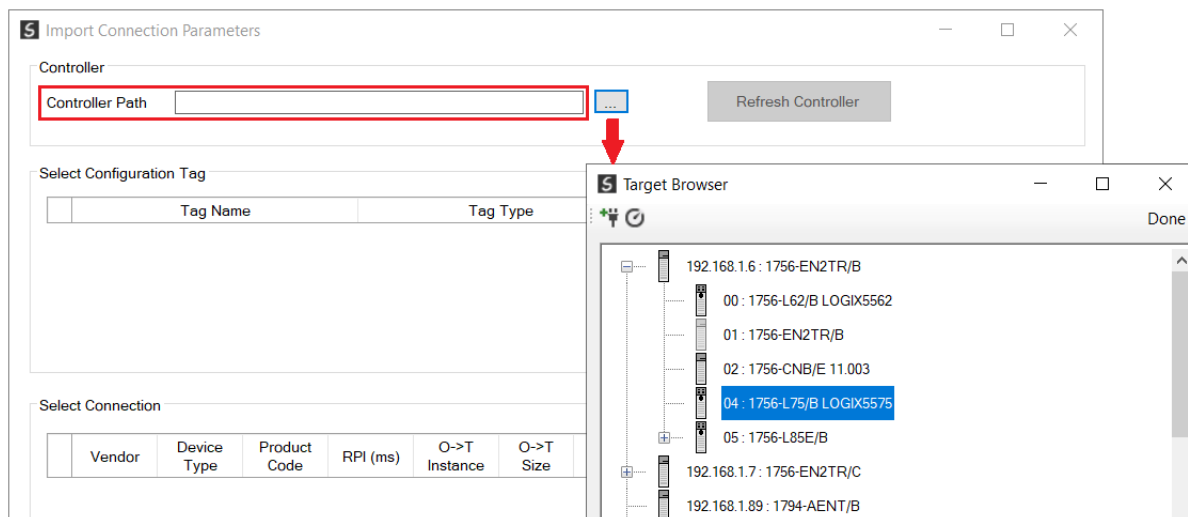 Import Connection Parameters
Controller
Controller Path
...
Refresh Controller
Select Configuration Tag
Tag Name
Tag Type
Target Browser
Done
192.168.1.6 : 1756-EN2TR/B
00 : 1756-L62/B LOGIX5562
01 : 1756-EN2TR/B
02 : 1756-CNB/E 11.003
04 : 1756-L75/B LOGIX5575
05 : 1756-L85E/B
192.168.1.7 : 1756-EN2TR/C
192.168.1.89 : 1794-AENT/B
Select Connection
Vendor
Device
Type
Product
Code
RPI (ms)
O->T
Instance
O->T
Size